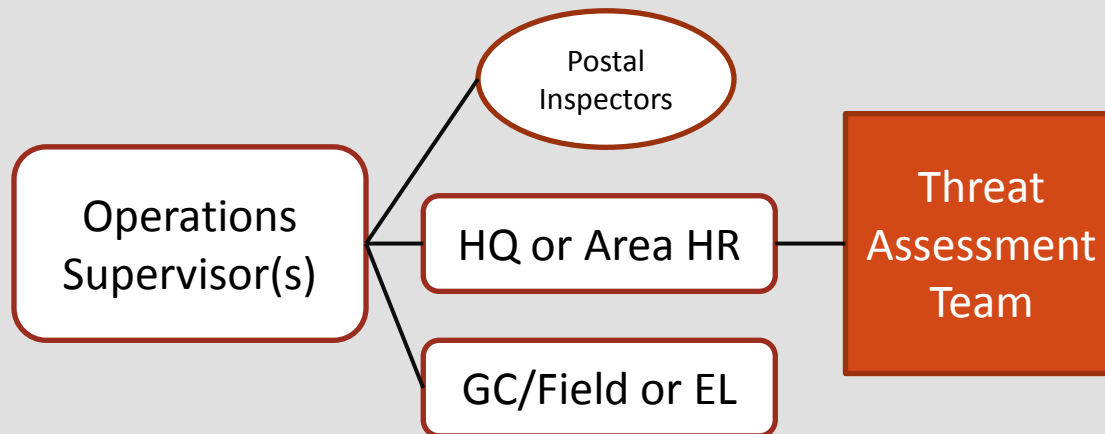 Postal
Inspectors
Operations
Supervisor(s)
HQ or Area HR
Threat
Assessment
Team
GC/Field or EL